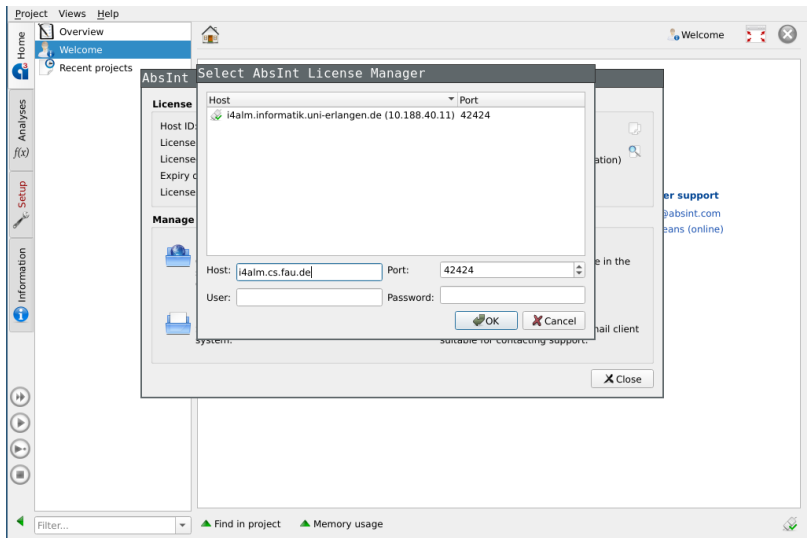 Project Views Help
Home
Analyses
f(x)
Setup
Information
Overview
Welcome
Recent projects
Welcome
AbsInt
Select AbsInt License Manager
Host Port
i4alm.informatik.uni-erlangen.de (10.188.40.11) 42424
Host: i4alm.cs.fau.de Port: 42424
User: Password:
OK Cancel
License
Host ID:
License
License
ation)
Expiry d
License
Manage
e in the
nail client
system.
suitable for contacting support.
Close
er support
@absint.com
eans (online)
Filter...
Find in project Memory usage